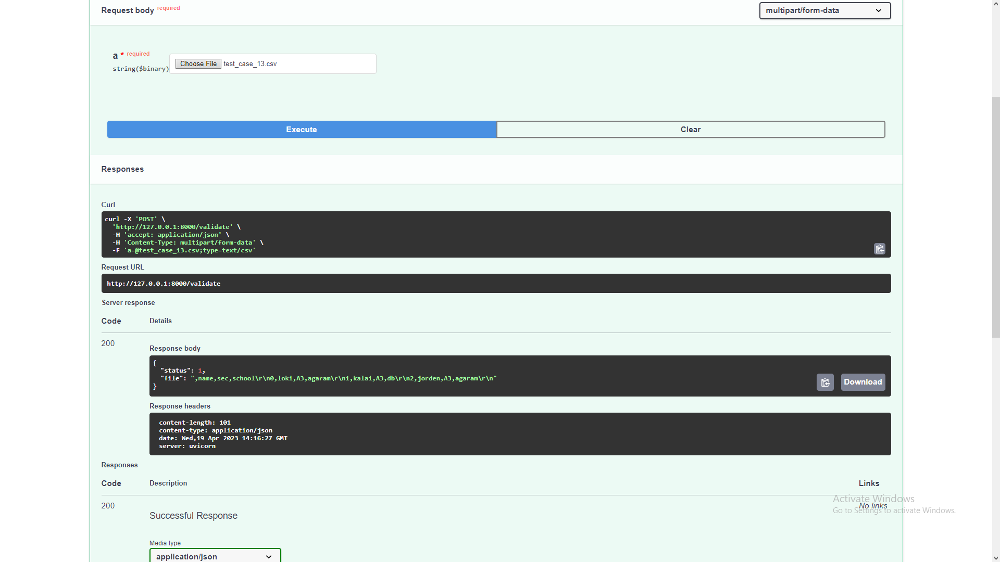 Request body required
multipart/form-data
a * required
string($binary)
Choose File test_case_13.csv
Execute
Clear
Responses
Curl
curl -X 'POST' \
'http://127.0.0.1:8000/validate' \
-H 'accept: application/json' \
-H 'Content-Type: multipart/form-data' \
-F 'a=@test_case_13.csv;type=text/csv'
Request URL
http://127.0.0.1:8000/validate
Server response
Code Details
200
Response body
{
"status": 1,
"file": ",name,sec,school\r\n0,loki,A3,agaram\r\n1,kalai,A3,db\r\n2,jorden,A3,agaram\r\n"
}
Download
Response headers
content-length: 101
content-type: application/json
date: Wed,19 Apr 2023 14:16:27 GMT
server: uvicorn
Responses
Code Description Links
200
No links
Successful Response
Media type
application/json
Activate Windows
Go to Settings to activate Windows.